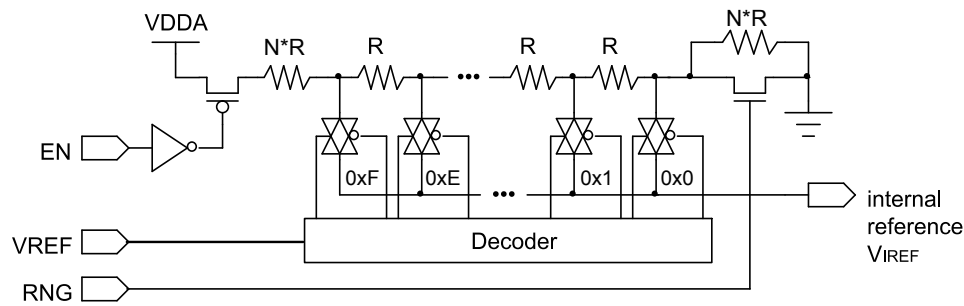 VDDA
N*R
R
R
R
N*R
EN
0xF
0xE
0x1
0x0
internal
reference
VIREF
VREF
Decoder
RNG